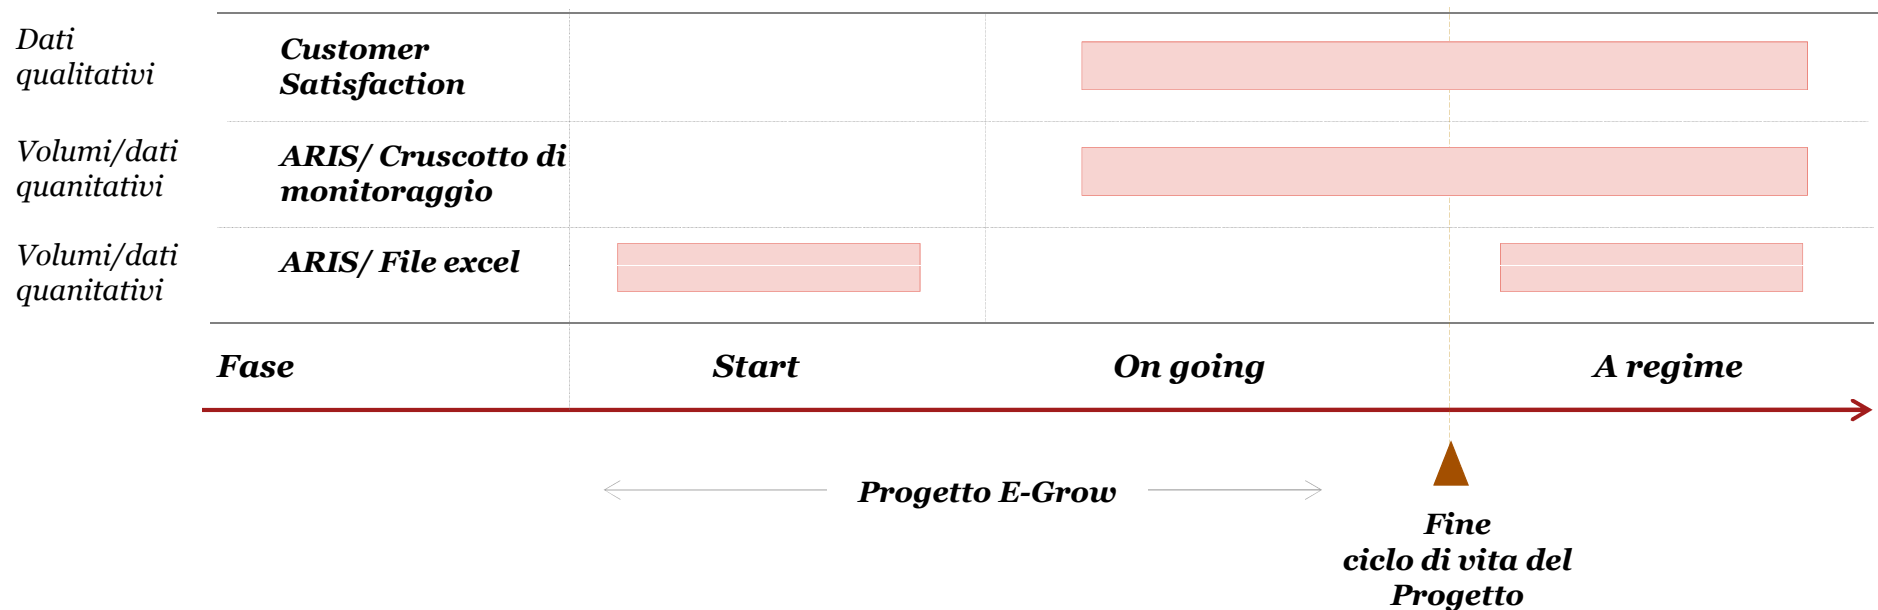 Dati
qualitativi
Customer
Satisfaction
Volumi/dati
quanitativi
ARIS/ Cruscotto di
monitoraggio
Volumi/dati
quanitativi
ARIS/ File excel
Fase
Start
On going
A regime
Progetto E-Grow
Fine
ciclo di vita del
Progetto